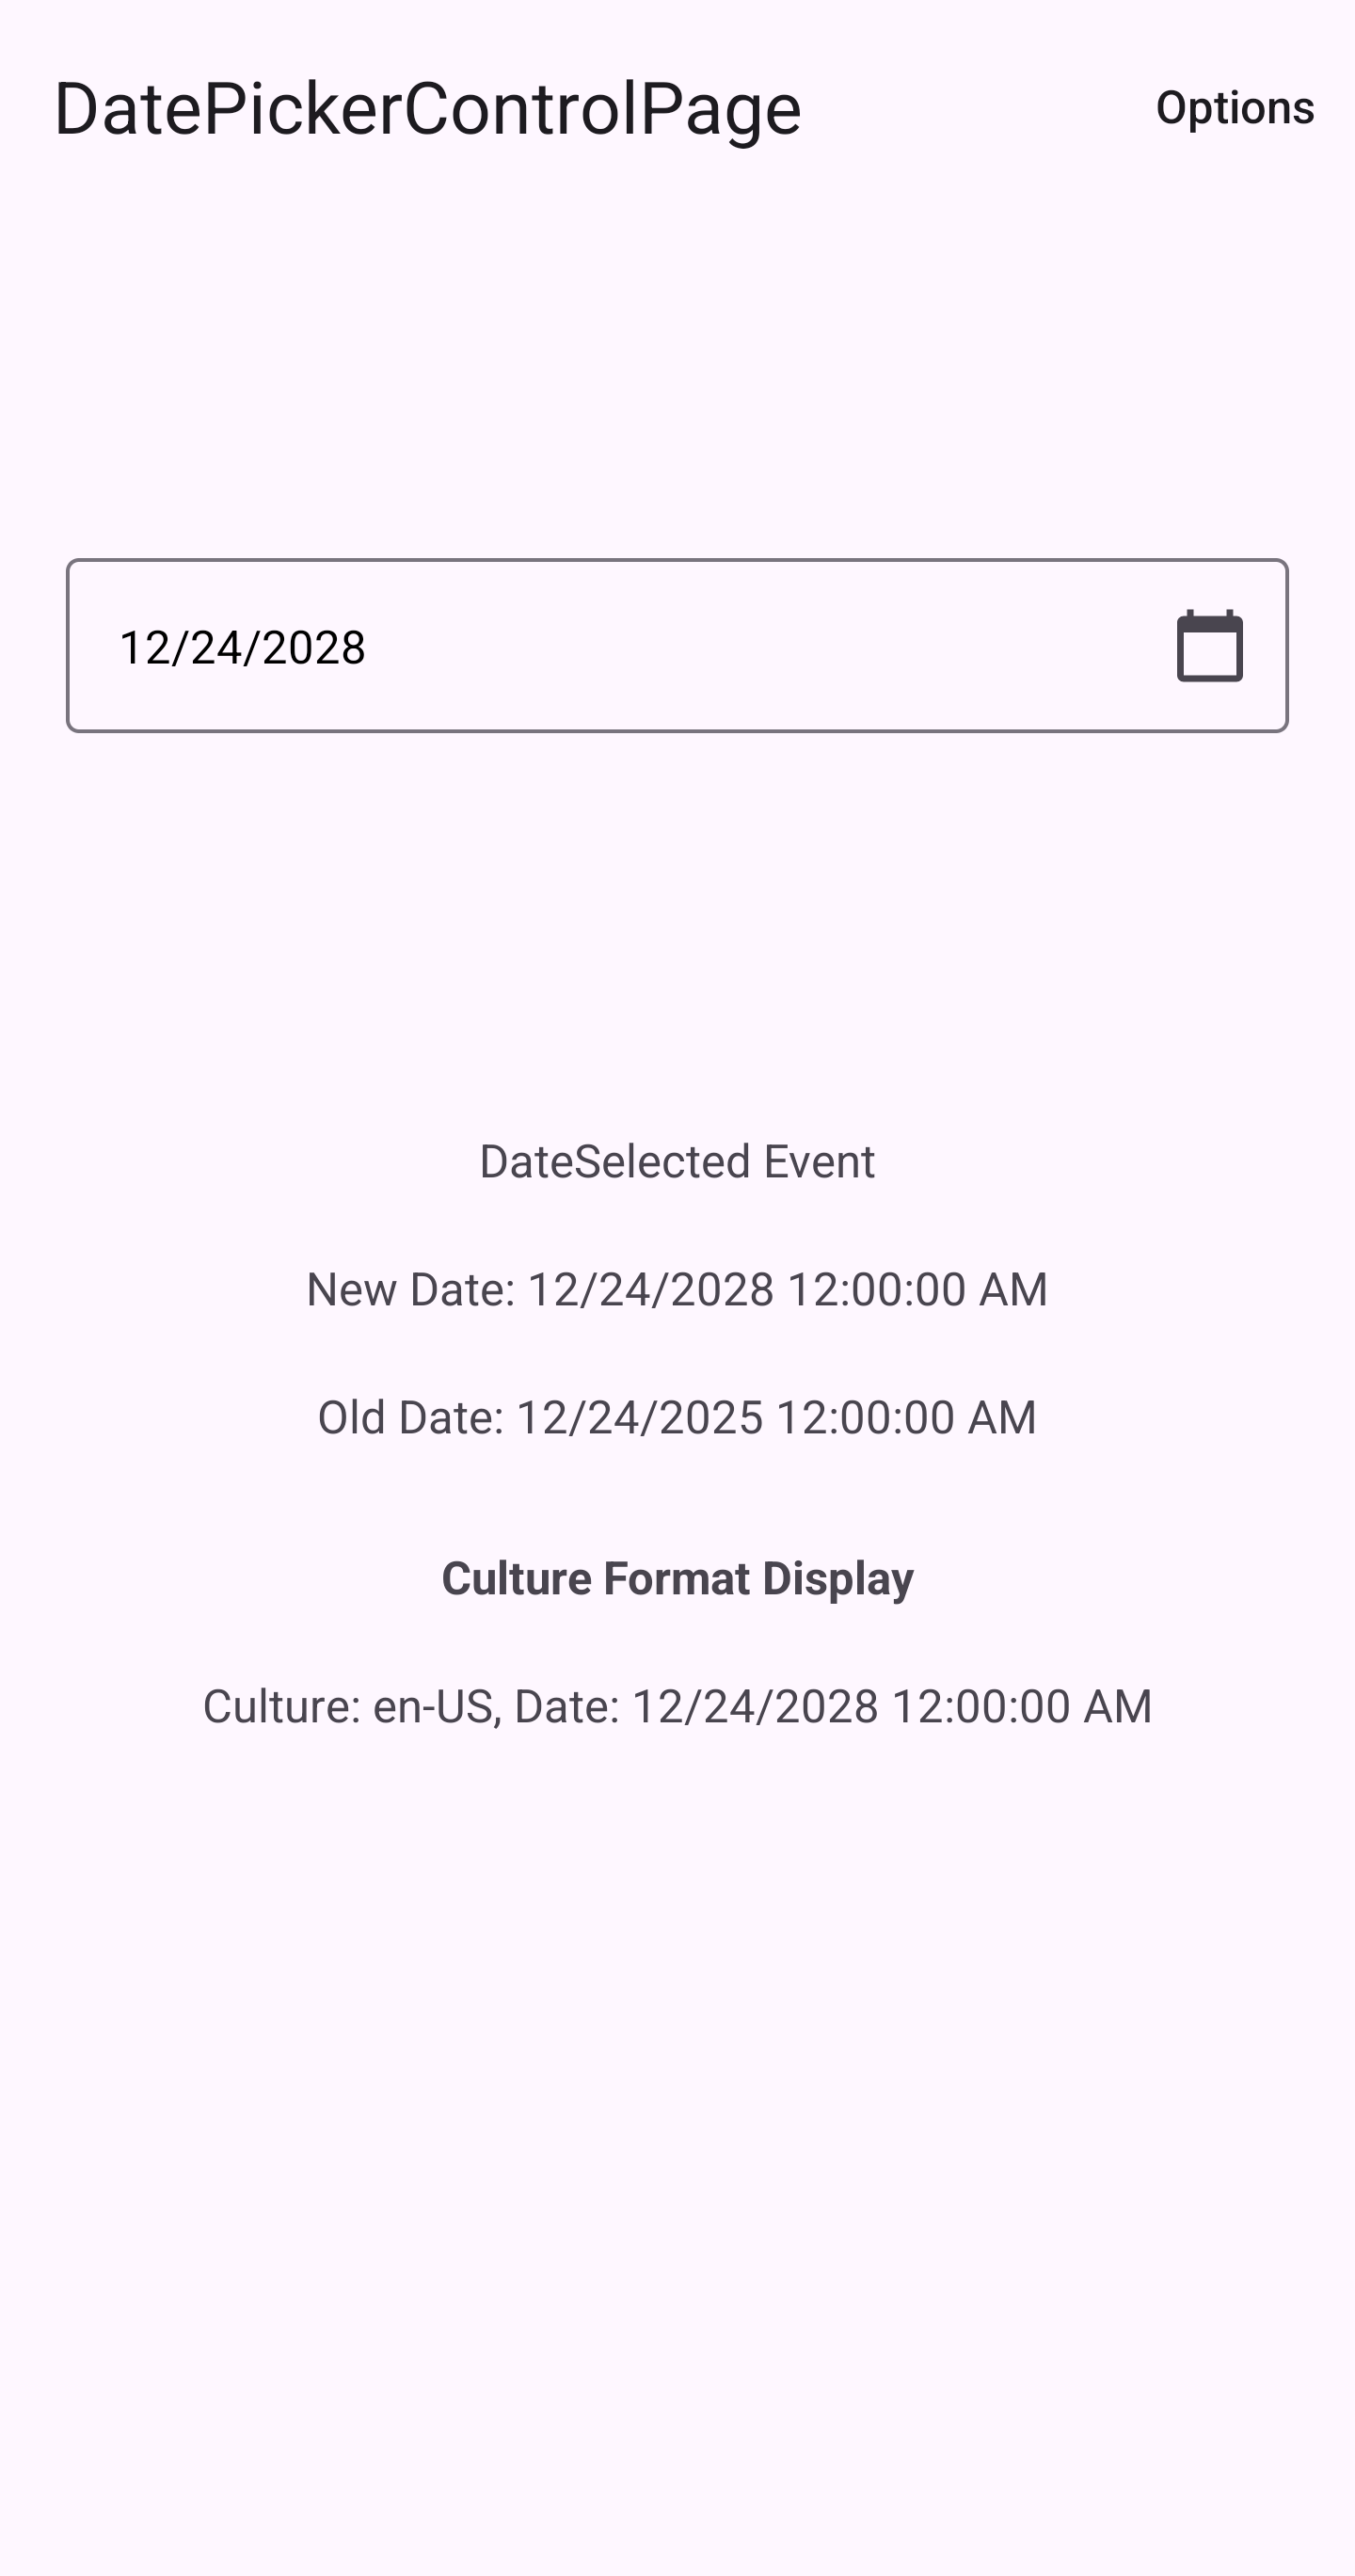 DatePickerControlPage
Options
12/24/2028
DateSelected Event
New Date: 12/24/2028 12:00:00 AM
Old Date: 12/24/2025 12:00:00 AM
Culture Format Display
Culture: en-US, Date: 12/24/2028 12:00:00 AM